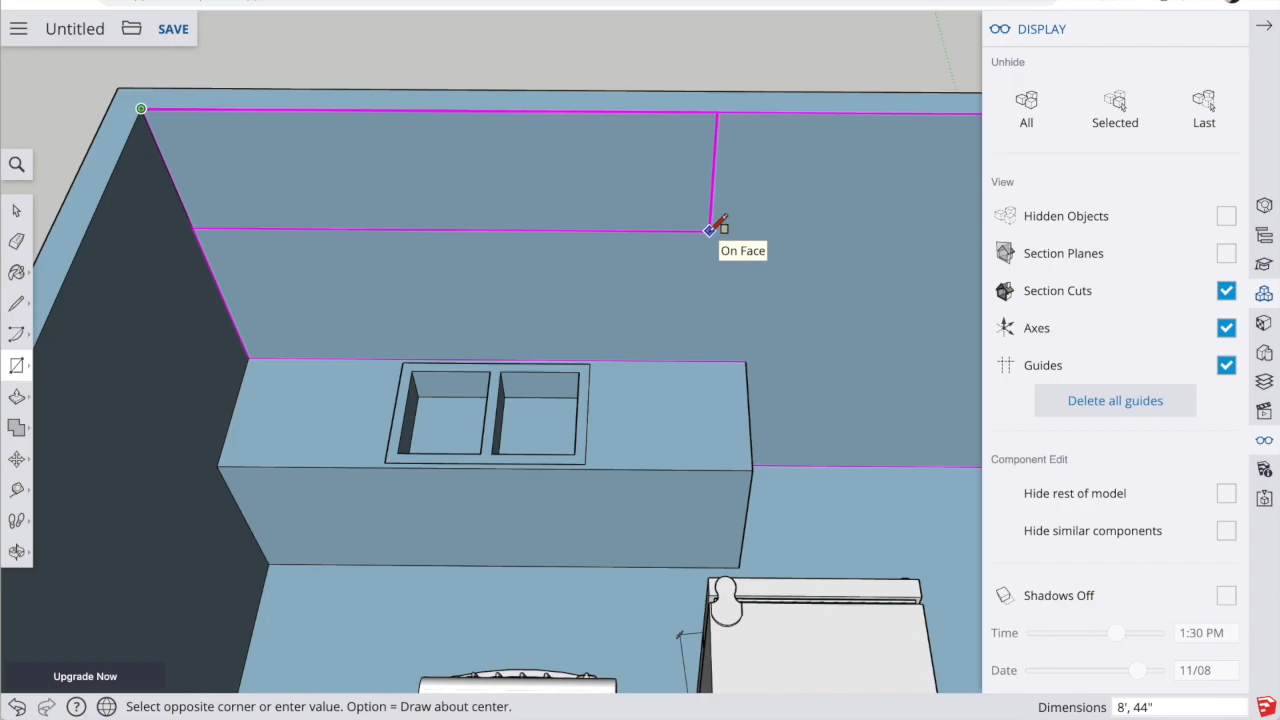 Untitled
SAVE
DISPLAY
Unhide
All
Selected
Last
View
Hidden Objects
Section Planes
Section Cuts
Axes
Guides
Delete all guides
Component Edit
Hide rest of model
Hide similar components
Shadows Off
Time
1:30 PM
Date
11/08
On Face
Upgrade Now
Select opposite corner or enter value. Option = Draw about center.
Dimensions
8', 44"